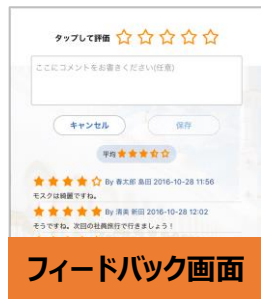 タップして評価 ☆☆☆☆☆
ここにコメントをお書きください(任意)
キャンセル 保存
平均★★★☆☆
★★★★☆ By 春太郎 島田 2016-10-28 11:56
モスクは綺麗ですね。
★★★★★ By 清美 新田 2016-10-28 12:02
そうですね。次回の社員旅行で行きましょう！
フィードバック画面